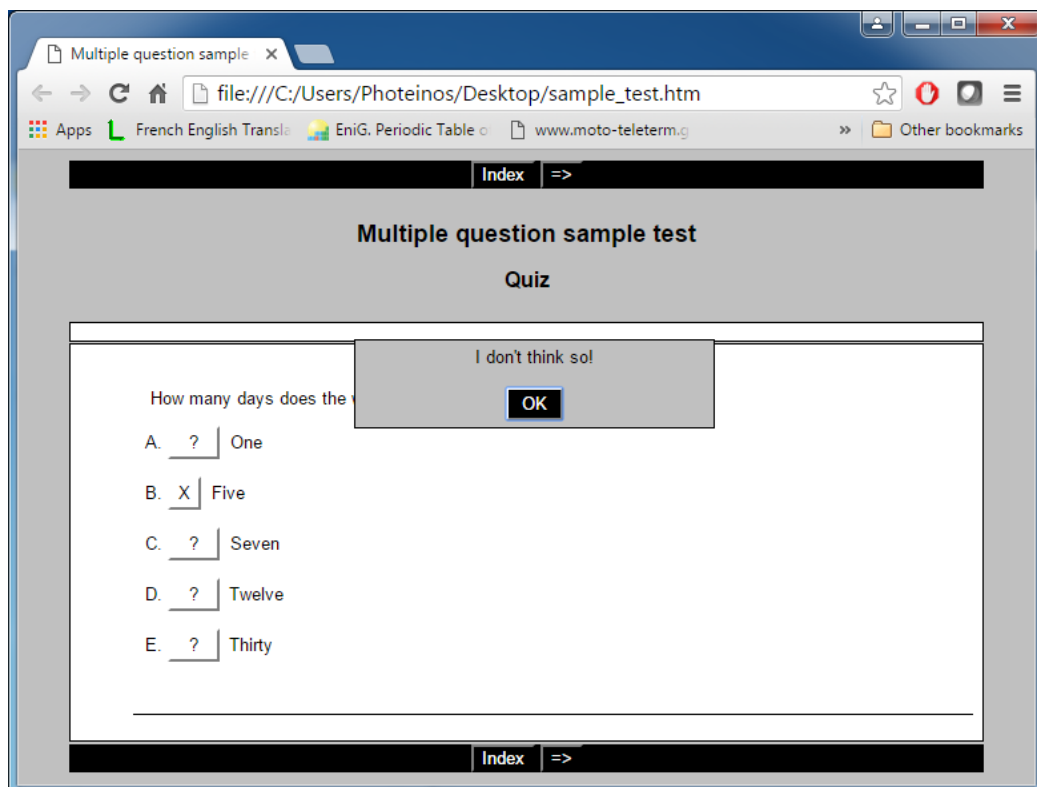 Multiple question sample
file:///C:/Users/Photeinos/Desktop/sample_test.htm
Apps French English Transla EniG. Periodic Table o www.moto-teleterm.g » Other bookmarks
Index =>
Multiple question sample test
Quiz
I don't think so!
OK
How many days does the
A. ? One
B. X Five
C. ? Seven
D. ? Twelve
E. ? Thirty
Index =>